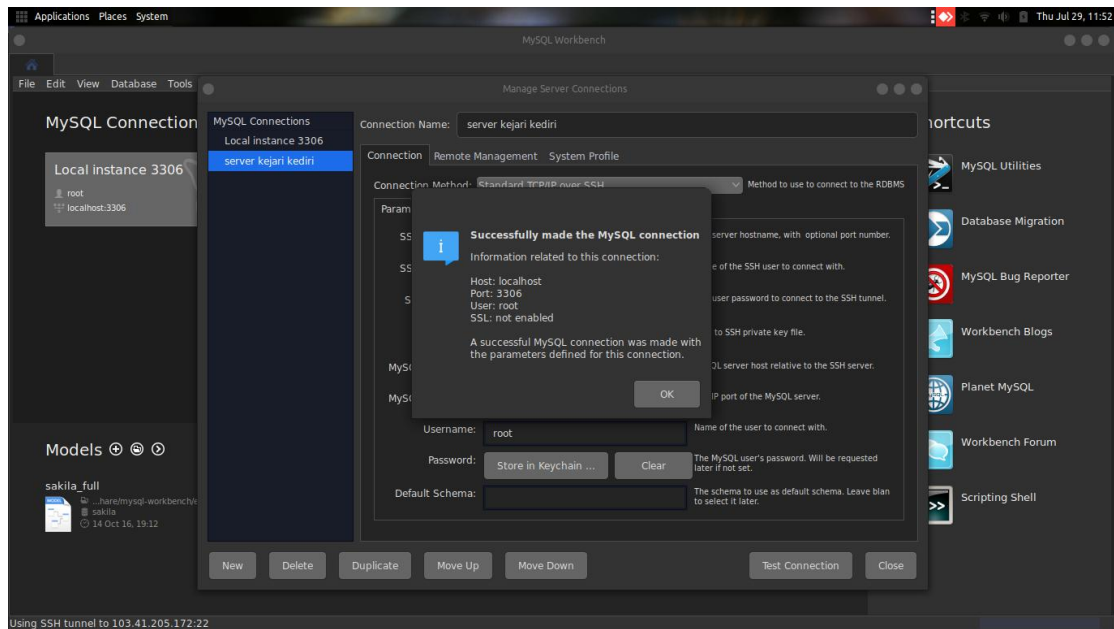 Applications Places System
Thu Jul 29, 11:52
MySQL Workbench
File Edit View Database Tools
Manage Server Connections
MySQL Connection
Local instance 3306
root
localhost:3306
MySQL Connections
Local instance 3306
server kejari kediri
Connection Name: server kejari kediri
Connection Remote Management System Profile
Connection Method: Standard TCP/IP over SSH
Method to use to connect to the RDBMS
Param
SS
server hostname, with optional port number.
SS
e of the SSH user to connect with.
S
user password to connect to the SSH tunnel.
to SSH private key file.
MySQ
QL server host relative to the SSH server.
MySQ
IP port of the MySQL server.
Successfully made the MySQL connection
Information related to this connection:
Host: localhost
Port: 3306
User: root
SSL: not enabled
A successful MySQL connection was made with
the parameters defined for this connection.
OK
Username: root
Name of the user to connect with.
Password: Store in Keychain ... Clear
The MySQL user's password. Will be requested
later if not set.
Default Schema:
The schema to use as default schema. Leave blan
to select it later.
New Delete Duplicate Move Up Move Down Test Connection Close
Models
sakila_full
...hare/mysql-workbench/e
sakila
14 Oct 16, 19:12
hortcuts
MySQL Utilities
Database Migration
MySQL Bug Reporter
Workbench Blogs
Planet MySQL
Workbench Forum
Scripting Shell
Using SSH tunnel to 103.41.205.172:22